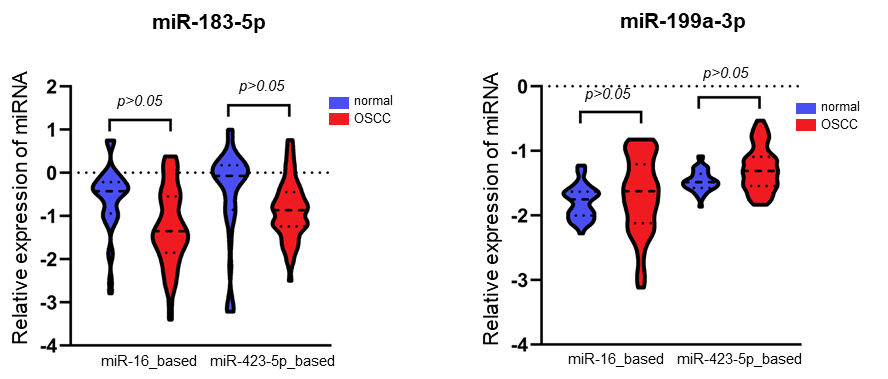 miR-183-5p
Relative expression of miRNA
2
1
0
-1
-2
-3
-4
p>0.05
p>0.05
normal
OSCC
miR-16_based
miR-423-5p_based
miR-199a-3p
Relative expression of miRNA
0
-1
-2
-3
-4
p>0.05
p>0.05
normal
OSCC
miR-16_based
miR-423-5p_based